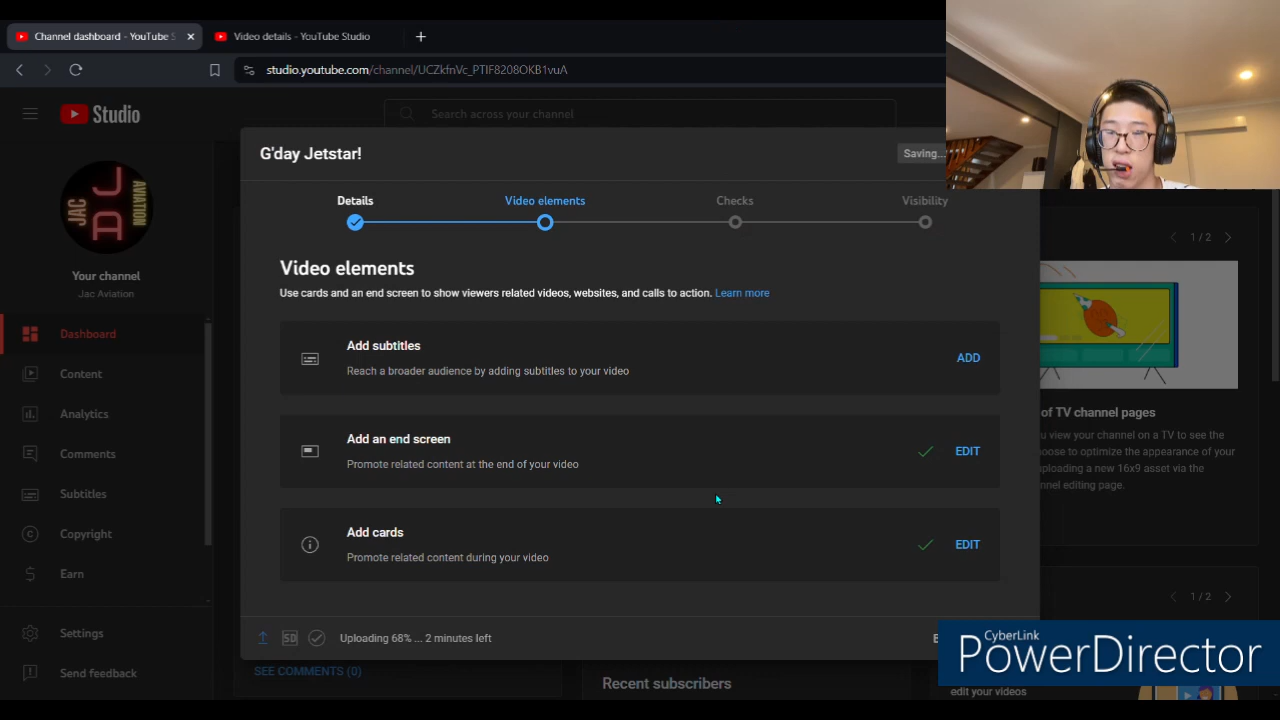 Channel dashboard - YouTube S
Video details - YouTube Studio
studio.youtube.com/channel/UCZkfnVc_PTIF8208OKB1vuA
Studio
Search across your channel
G'day Jetstar!
Saving...
Details
Video elements
Checks
Visibility
JAC
JA
AVIATION
Your channel
Jac Aviation
Dashboard
Content
Analytics
Comments
Subtitles
Copyright
Earn
Settings
Send feedback
Video elements
Use cards and an end screen to show viewers related videos, websites, and calls to action. Learn more
Add subtitles
Reach a broader audience by adding subtitles to your video
ADD
Add an end screen
Promote related content at the end of your video
EDIT
Add cards
Promote related content during your video
EDIT
SD
Uploading 68% ... 2 minutes left
SEE COMMENTS (0)
Recent subscribers
1 / 2
of TV channel pages
u view your channel on a TV to see the
oose to optimize the appearance of your
ploading a new 16x9 asset via the
nnel editing page.
1 / 2
CyberLink
PowerDirector
edit your videos